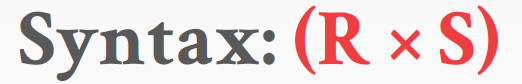 Syntax: (R × S)